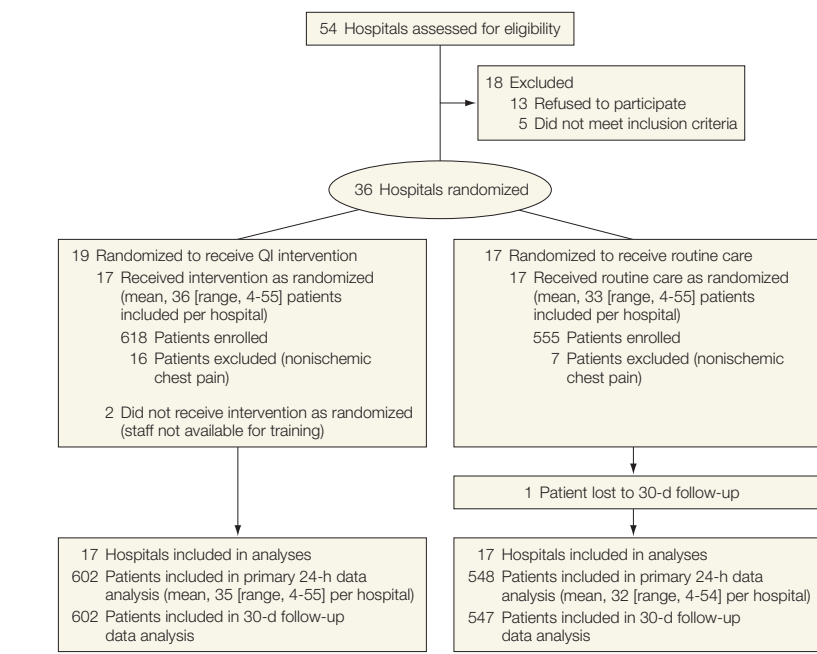 54 Hospitals assessed for eligibility
18 Excluded
13 Refused to participate
5 Did not meet inclusion criteria
36 Hospitals randomized
19 Randomized to receive QI intervention
17 Received intervention as randomized
(mean, 36 [range, 4-55] patients
included per hospital)
618 Patients enrolled
16 Patients excluded (nonischemic
chest pain)
2 Did not receive intervention as randomized
(staff not available for training)
17 Randomized to receive routine care
17 Received routine care as randomized
(mean, 33 [range, 4-55] patients
included per hospital)
555 Patients enrolled
7 Patients excluded (nonischemic
chest pain)
1 Patient lost to 30-d follow-up
17 Hospitals included in analyses
602 Patients included in primary 24-h data
analysis (mean, 35 [range, 4-55] per hospital)
602 Patients included in 30-d follow-up
data analysis
17 Hospitals included in analyses
548 Patients included in primary 24-h data
analysis (mean, 32 [range, 4-54] per hospital)
547 Patients included in 30-d follow-up
data analysis